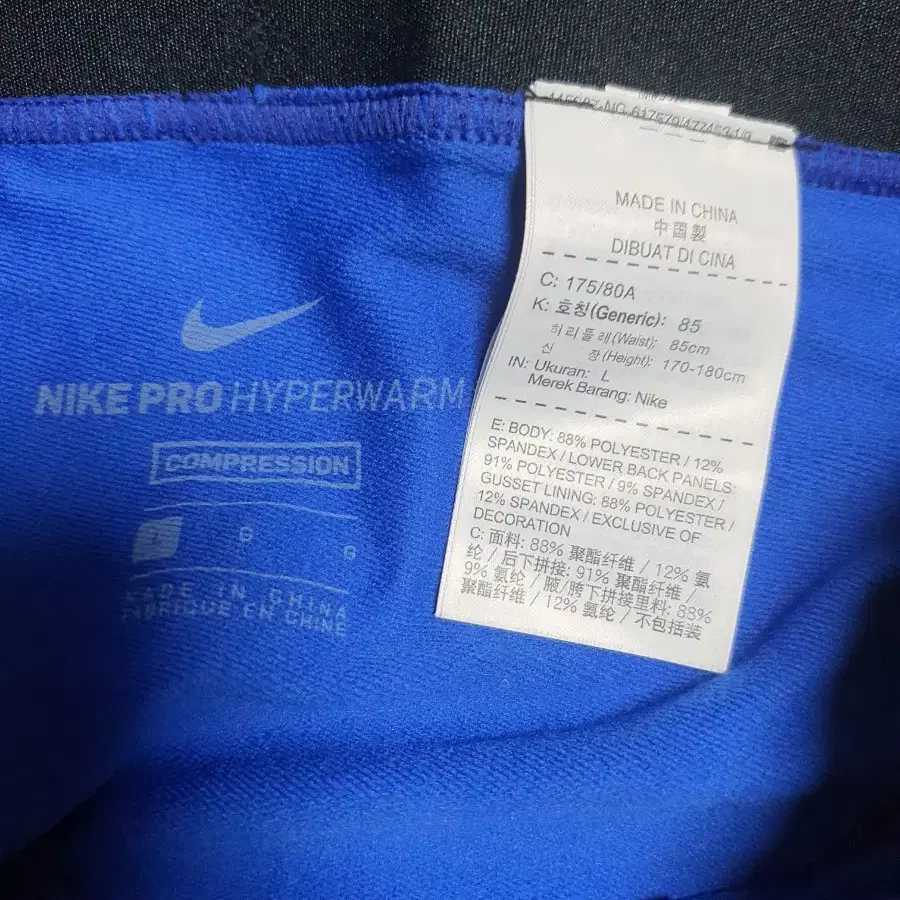 NIKE PRO HYPERWARM
COMPRESSION
L G G
MADE IN CHINA
FABRIQUÉ EN CHINE
MADE IN CHINA
中国製
DIBUAT DI CINA
C: 175/80A
K: 호칭(Generic): 85
허리둘레(Waist): 85cm
신 장(Height): 170-180cm
IN: Ukuran: L
Merek Barang: Nike
E: BODY: 88% POLYESTER / 12%
SPANDEX / LOWER BACK PANELS:
91% POLYESTER / 9% SPANDEX /
GUSSET LINING: 88% POLYESTER /
12% SPANDEX / EXCLUSIVE OF
DECORATION
C: 面料: 88% 聚酯纤维 / 12% 氨
纶 / 后下拼接: 91% 聚酯纤维 /
9% 氨纶 / 腋/胯下拼接里料: 88%
聚酯纤维 / 12% 氨纶 / 不包括装